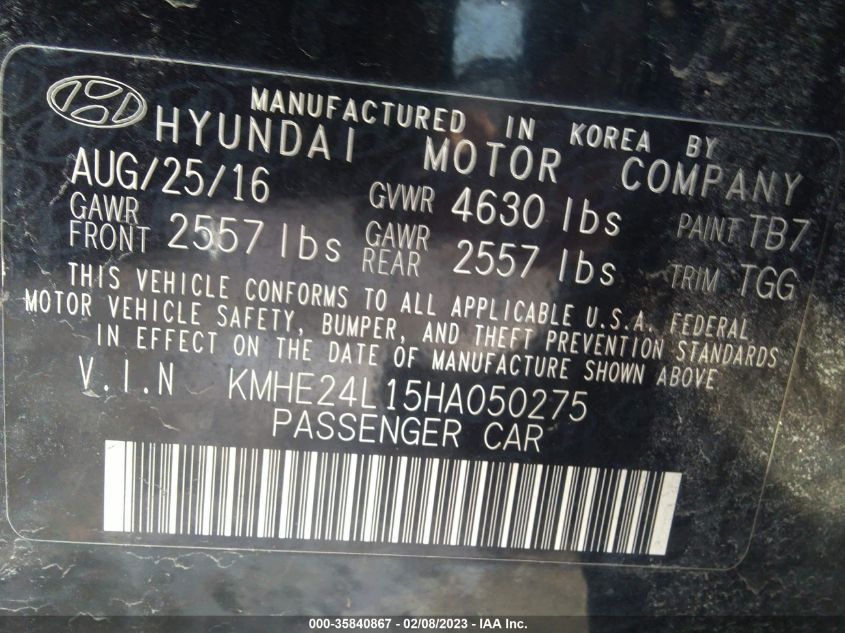 MANUFACTURED IN KOREA BY
HYUNDAI MOTOR COMPANY
AUG/25/16 GVWR 4630 lbs PAINT TB7
GAWR FRONT 2557 lbs GAWR REAR 2557 lbs TRIM TGG
THIS VEHICLE CONFORMS TO ALL APPLICABLE U.S.A. FEDERAL
MOTOR VEHICLE SAFETY, BUMPER, AND THEFT PREVENTION STANDARDS
IN EFFECT ON THE DATE OF MANUFACTURE SHOWN ABOVE
V.I.N KMHE24L15HA050275
PASSENGER CAR
000-35840867 - 02/08/2023 - IAA Inc.